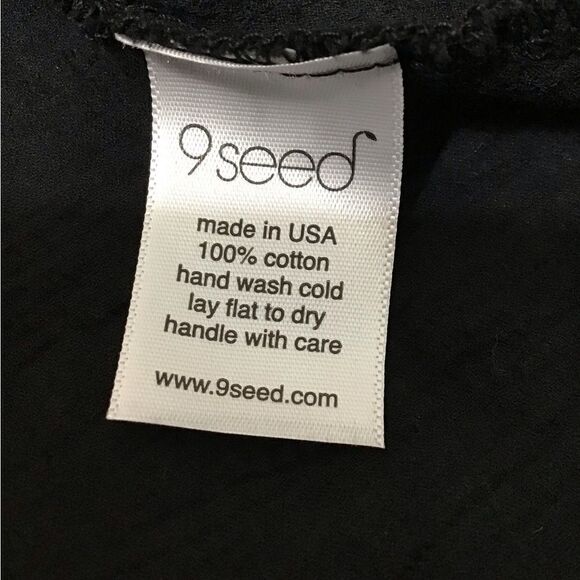 9seed
made in USA
100% cotton
hand wash cold
lay flat to dry
handle with care
www.9seed.com